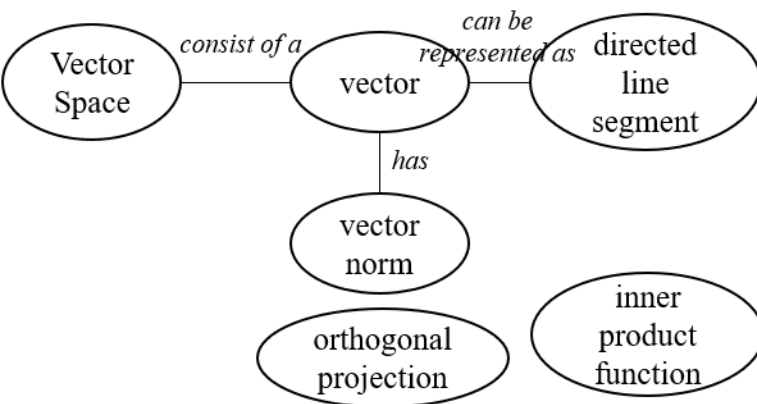 Vector
Space
consist of a
vector
can be
represented as
directed
line
segment
has
vector
norm
orthogonal
projection
inner
product
function